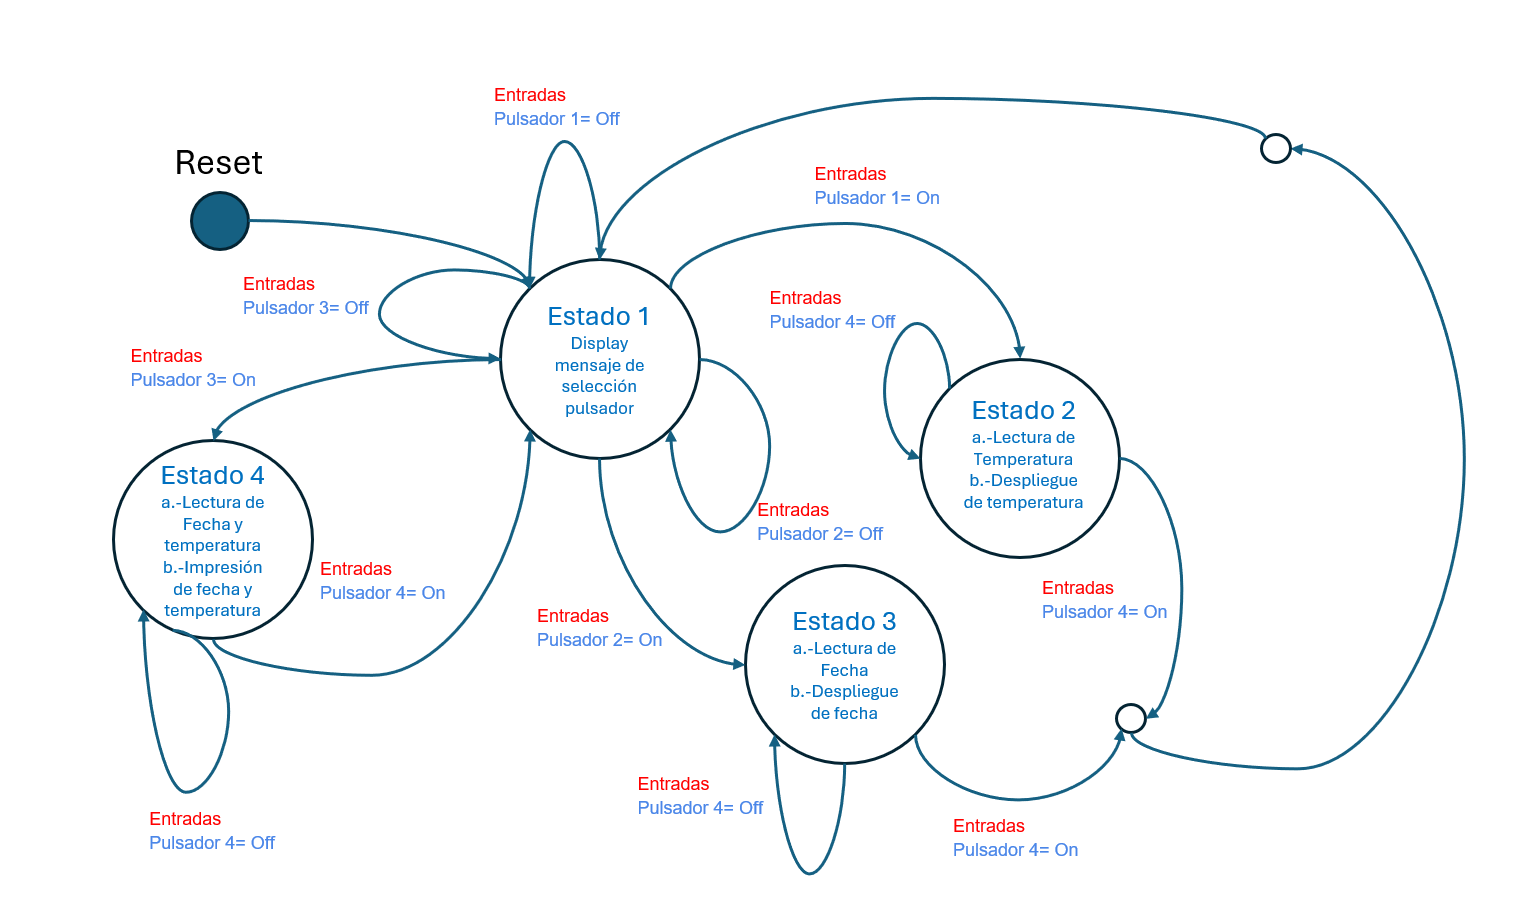 Entradas
Pulsador 1= Off
Reset
Entradas
Pulsador 1= On
Entradas
Pulsador 3= Off
Entradas
Pulsador 4= Off
Estado 1
Display
mensaje de
selección
pulsador
Entradas
Pulsador 3= On
Estado 2
a.-Lectura de
Temperatura
b.-Despliegue
de temperatura
Estado 4
a.-Lectura de
Fecha y
temperatura
b.-Impresión
de fecha y
temperatura
Entradas
Pulsador 2= Off
Entradas
Pulsador 4= On
Entradas
Pulsador 4= On
Entradas
Pulsador 2= On
Estado 3
a.-Lectura de
Fecha
b.-Despliegue
de fecha
Entradas
Pulsador 4= Off
Entradas
Pulsador 4= Off
Entradas
Pulsador 4= On